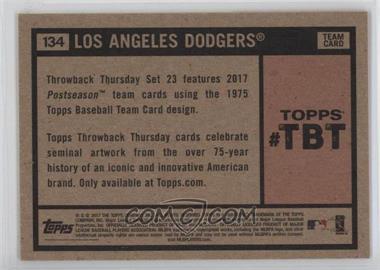 134 LOS ANGELES DODGERS® TEAM CARD
Throwback Thursday Set 23 features 2017
Postseason™ team cards using the 1975
Topps Baseball Team Card design.
Topps Throwback Thursday cards celebrate
seminal artwork from the over 75-year
history of an iconic and innovative American
brand. Only available at Topps.com.
TOPPS®
#TBT
Topps